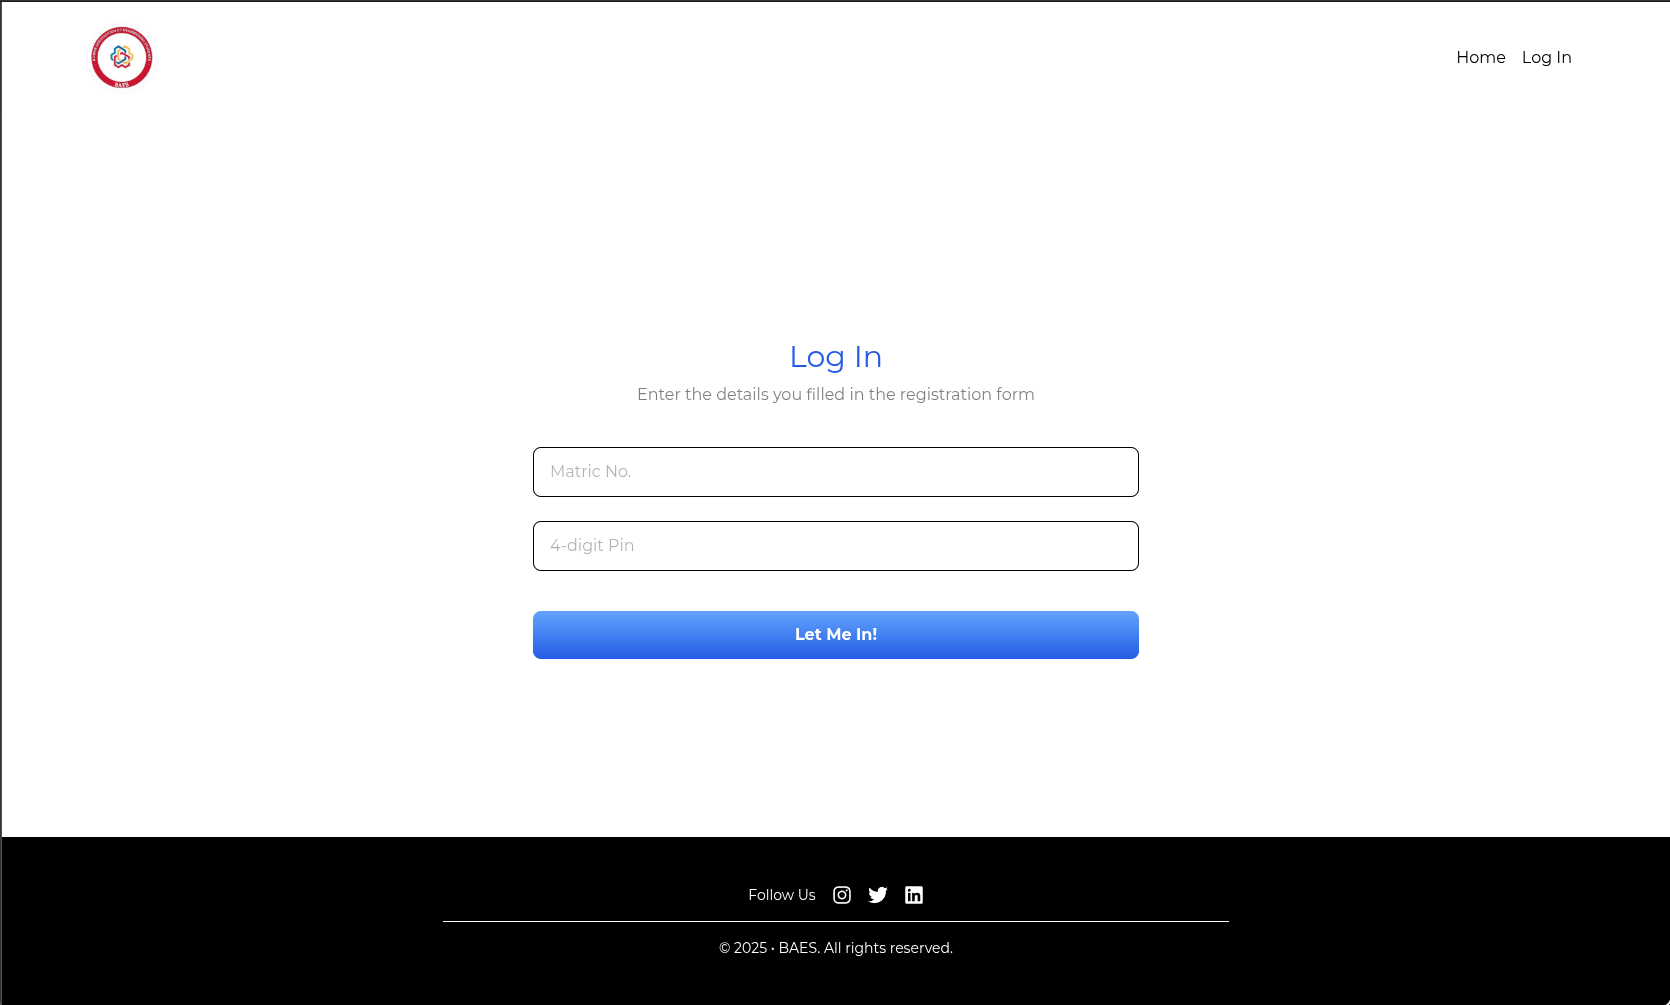 BAES
Home Log In
Log In
Enter the details you filled in the registration form
Matric No.
4-digit Pin
Let Me In!
Follow Us
© 2025 • BAES. All rights reserved.